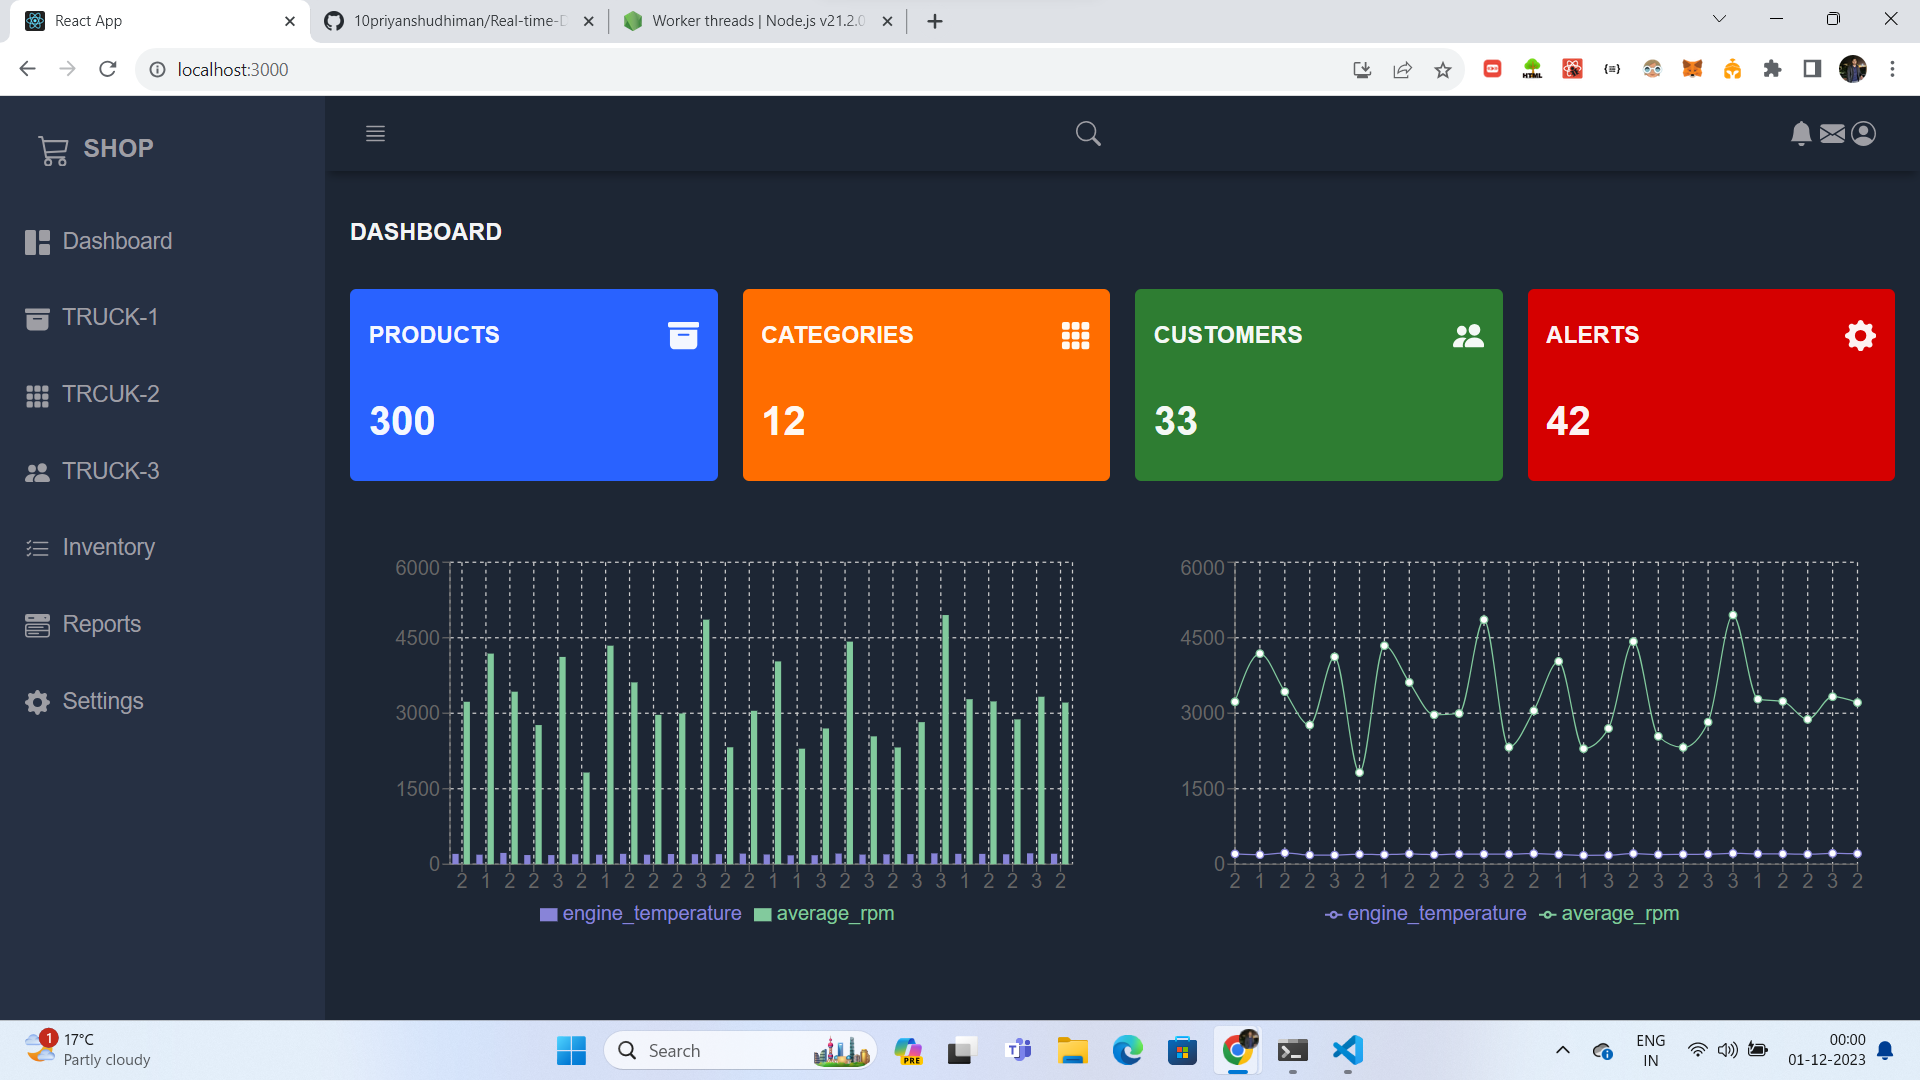 React App
10priyanshudhiman/Real-time-D
Worker threads | Node.js v21.2.0
localhost:3000
HTML
SHOP
Dashboard
TRUCK-1
TRCUK-2
TRUCK-3
Inventory
Reports
Settings
DASHBOARD
PRODUCTS
300
CATEGORIES
12
CUSTOMERS
33
ALERTS
42
6000
4500
3000
1500
0
2 1 2 2 3 2 1 2 2 2 3 2 2 1 1 3 2 3 2 3 3 1 2 2 3 2
engine_temperature average_rpm
6000
4500
3000
1500
0
2 1 2 2 3 2 1 2 2 2 3 2 2 1 1 3 2 3 2 3 3 1 2 2 3 2
engine_temperature average_rpm
1
17°C
Partly cloudy
Search
PRE
ENG
IN
00:00
01-12-2023